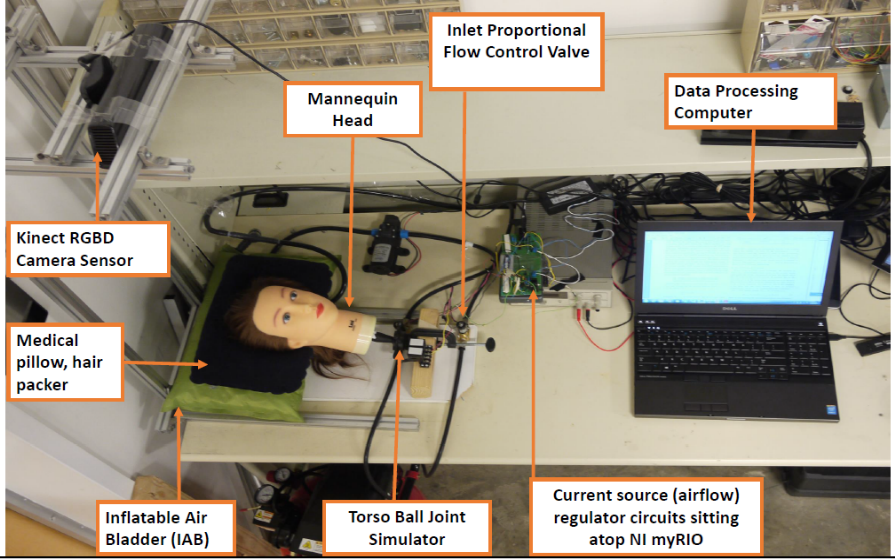 Inlet Proportional
Flow Control Valve
Mannequin
Head
Data Processing
Computer
Kinect RGBD
Camera Sensor
Medical
pillow, hair
packer
Inflatable Air
Bladder (IAB)
Torso Ball Joint
Simulator
Current source (airflow)
regulator circuits sitting
atop NI myRIO
DELL